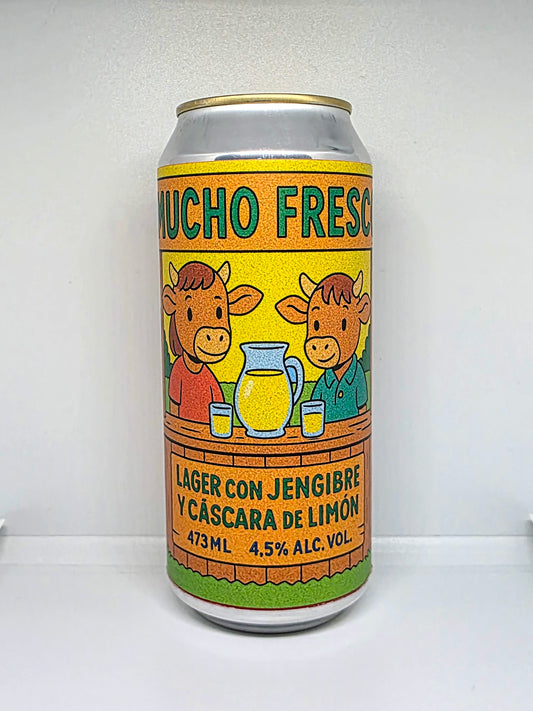 MUCHO FRESC
LAGER CON JENGIBRE
Y CÁSCARA DE LIMÓN
473ML 4.5% ALC. VOL.